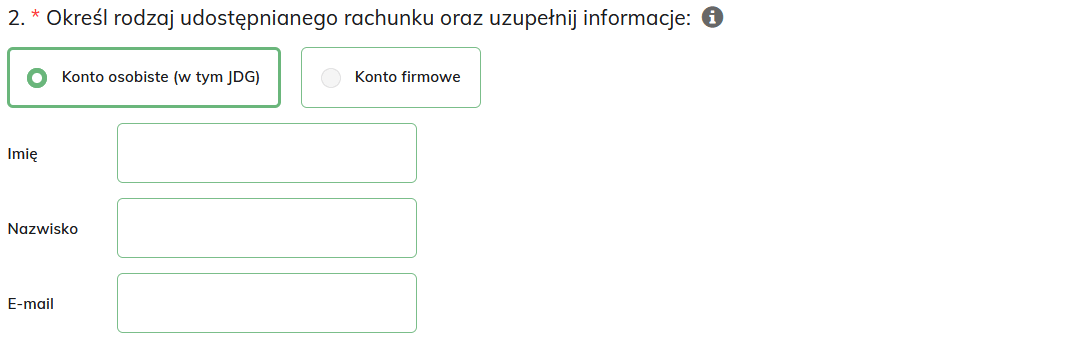 2. * Określ rodzaj udostępnianego rachunku oraz uzupełnij informacje: i
Konto osobiste (w tym JDG) Konto firmowe
Imię
Nazwisko
E-mail